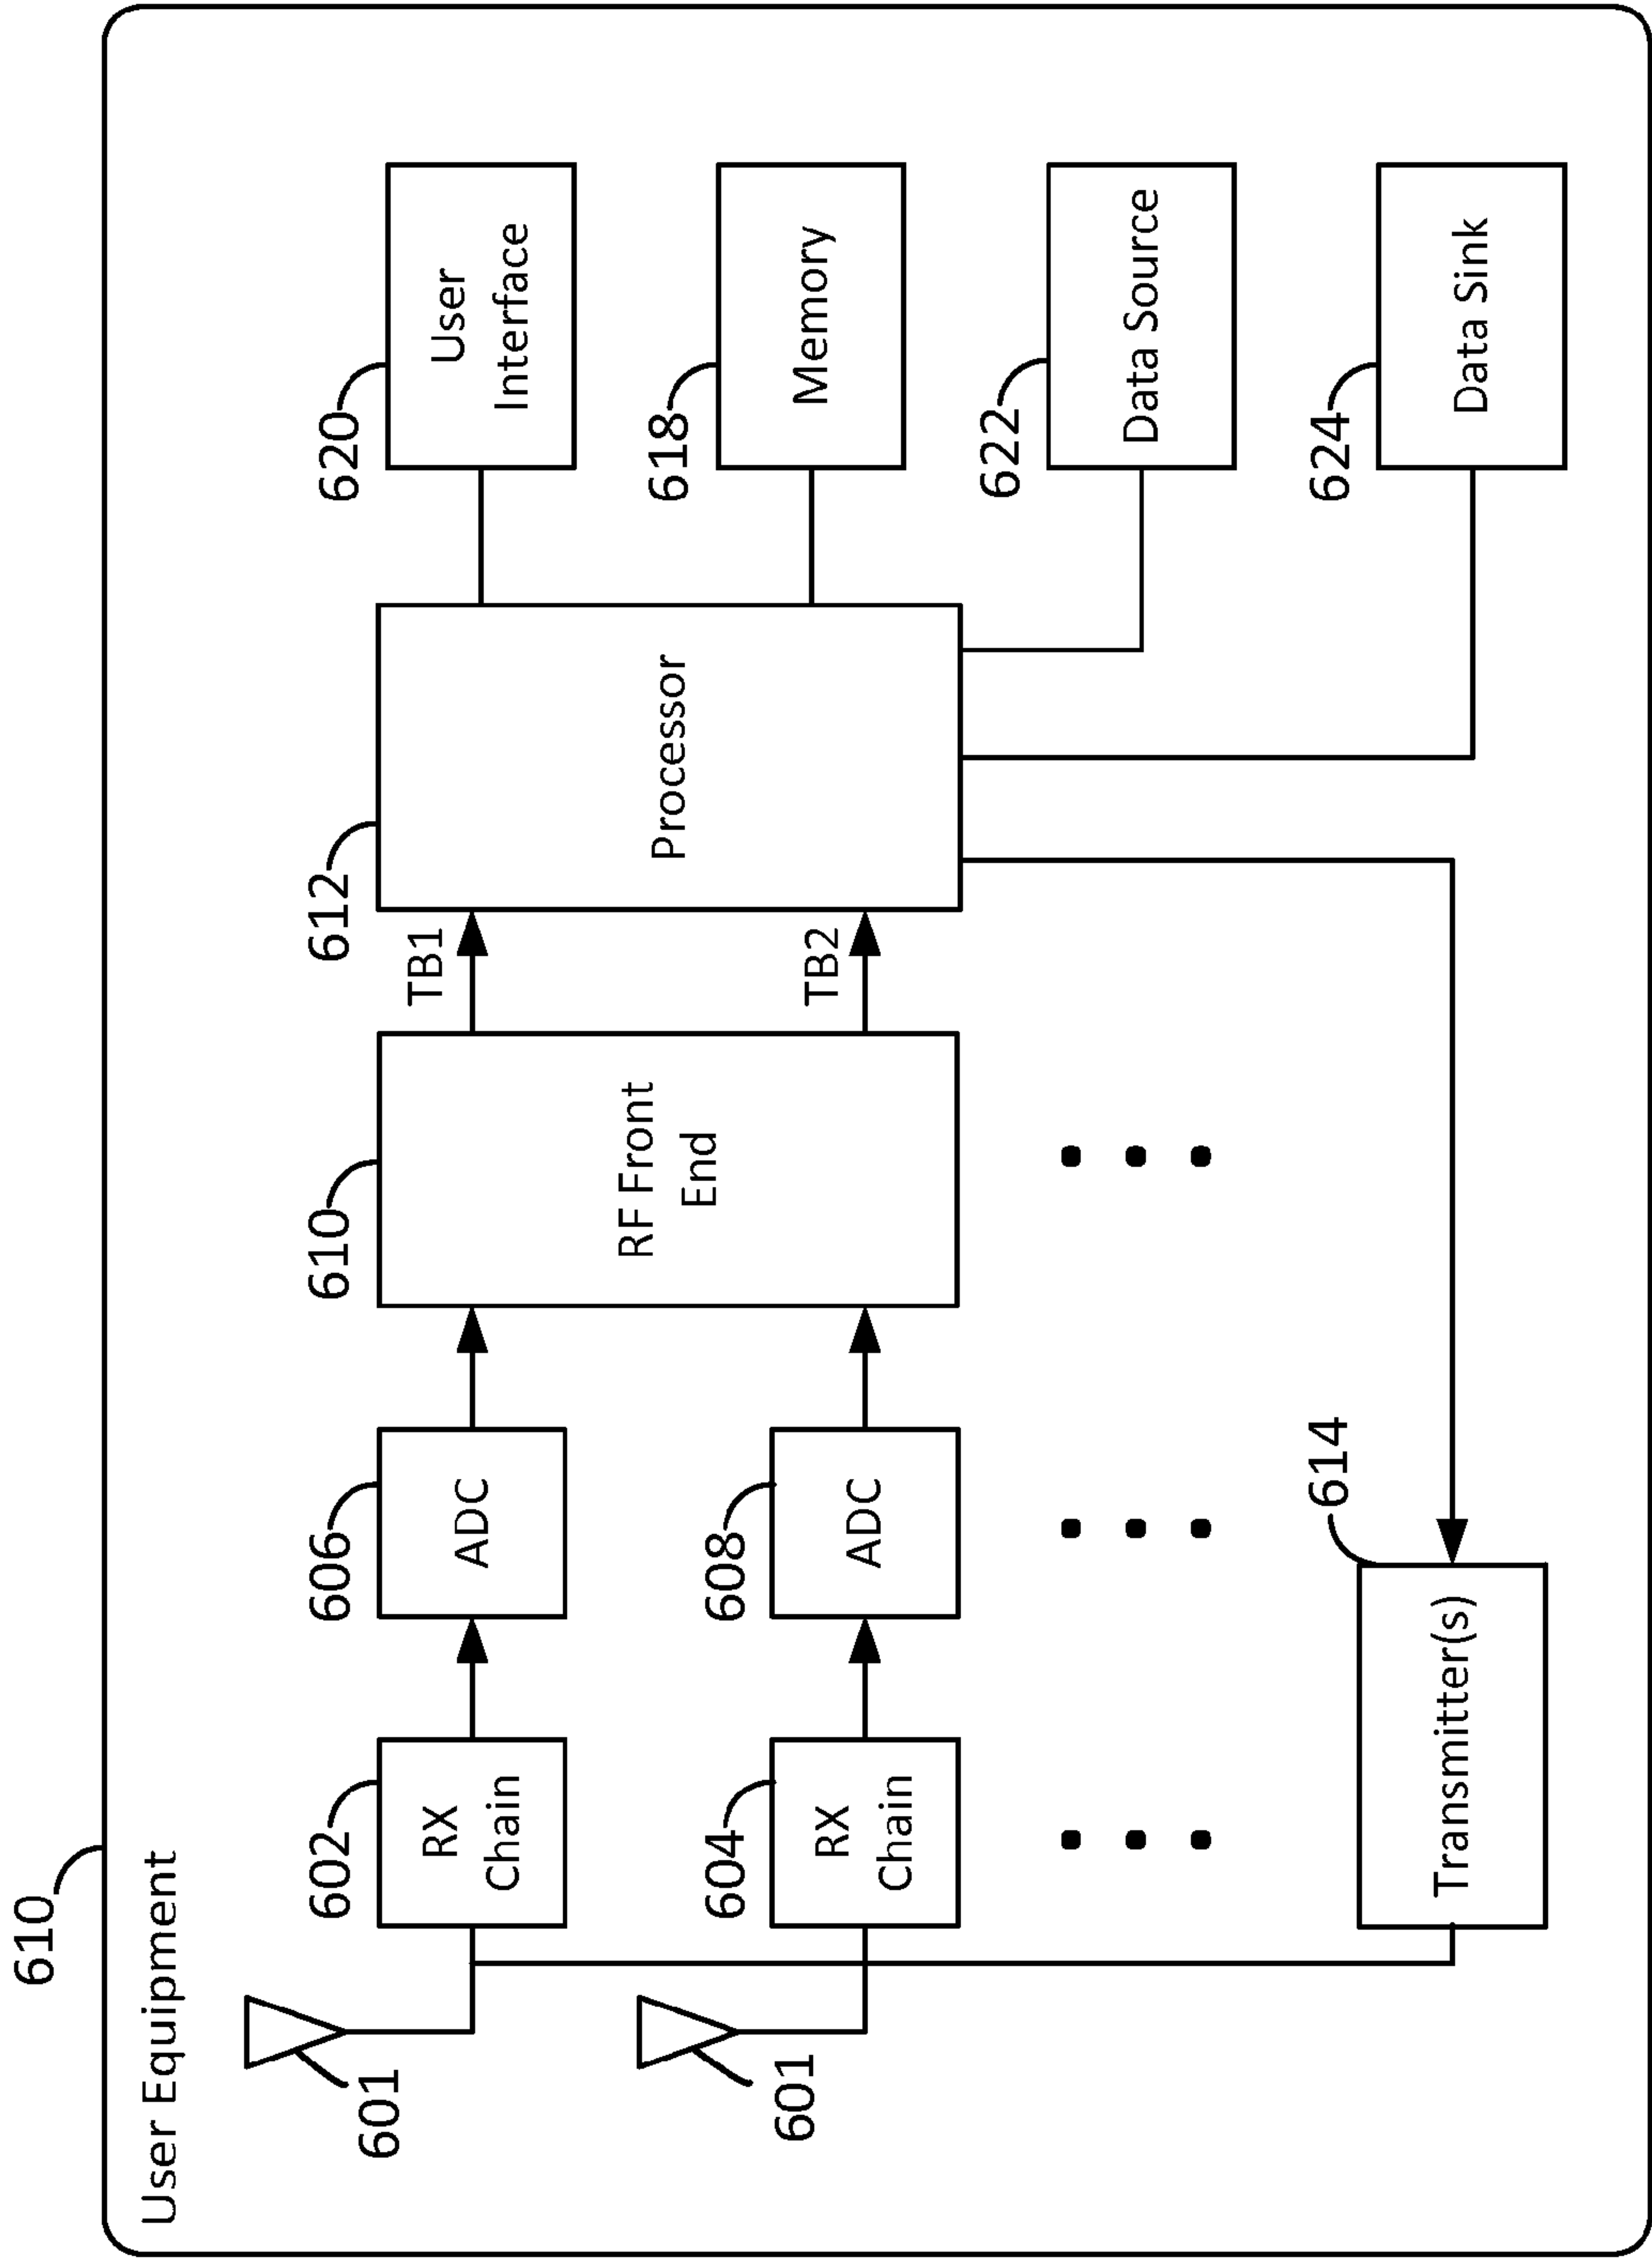 610
User Equipment
601
601
602
RX
Chain
604
RX
Chain
606
ADC
608
ADC
610
RF Front
End
TB1
TB2
612
Processor
620
User
Interface
618
Memory
622
Data Source
624
Data Sink
614
Transmitter(s)